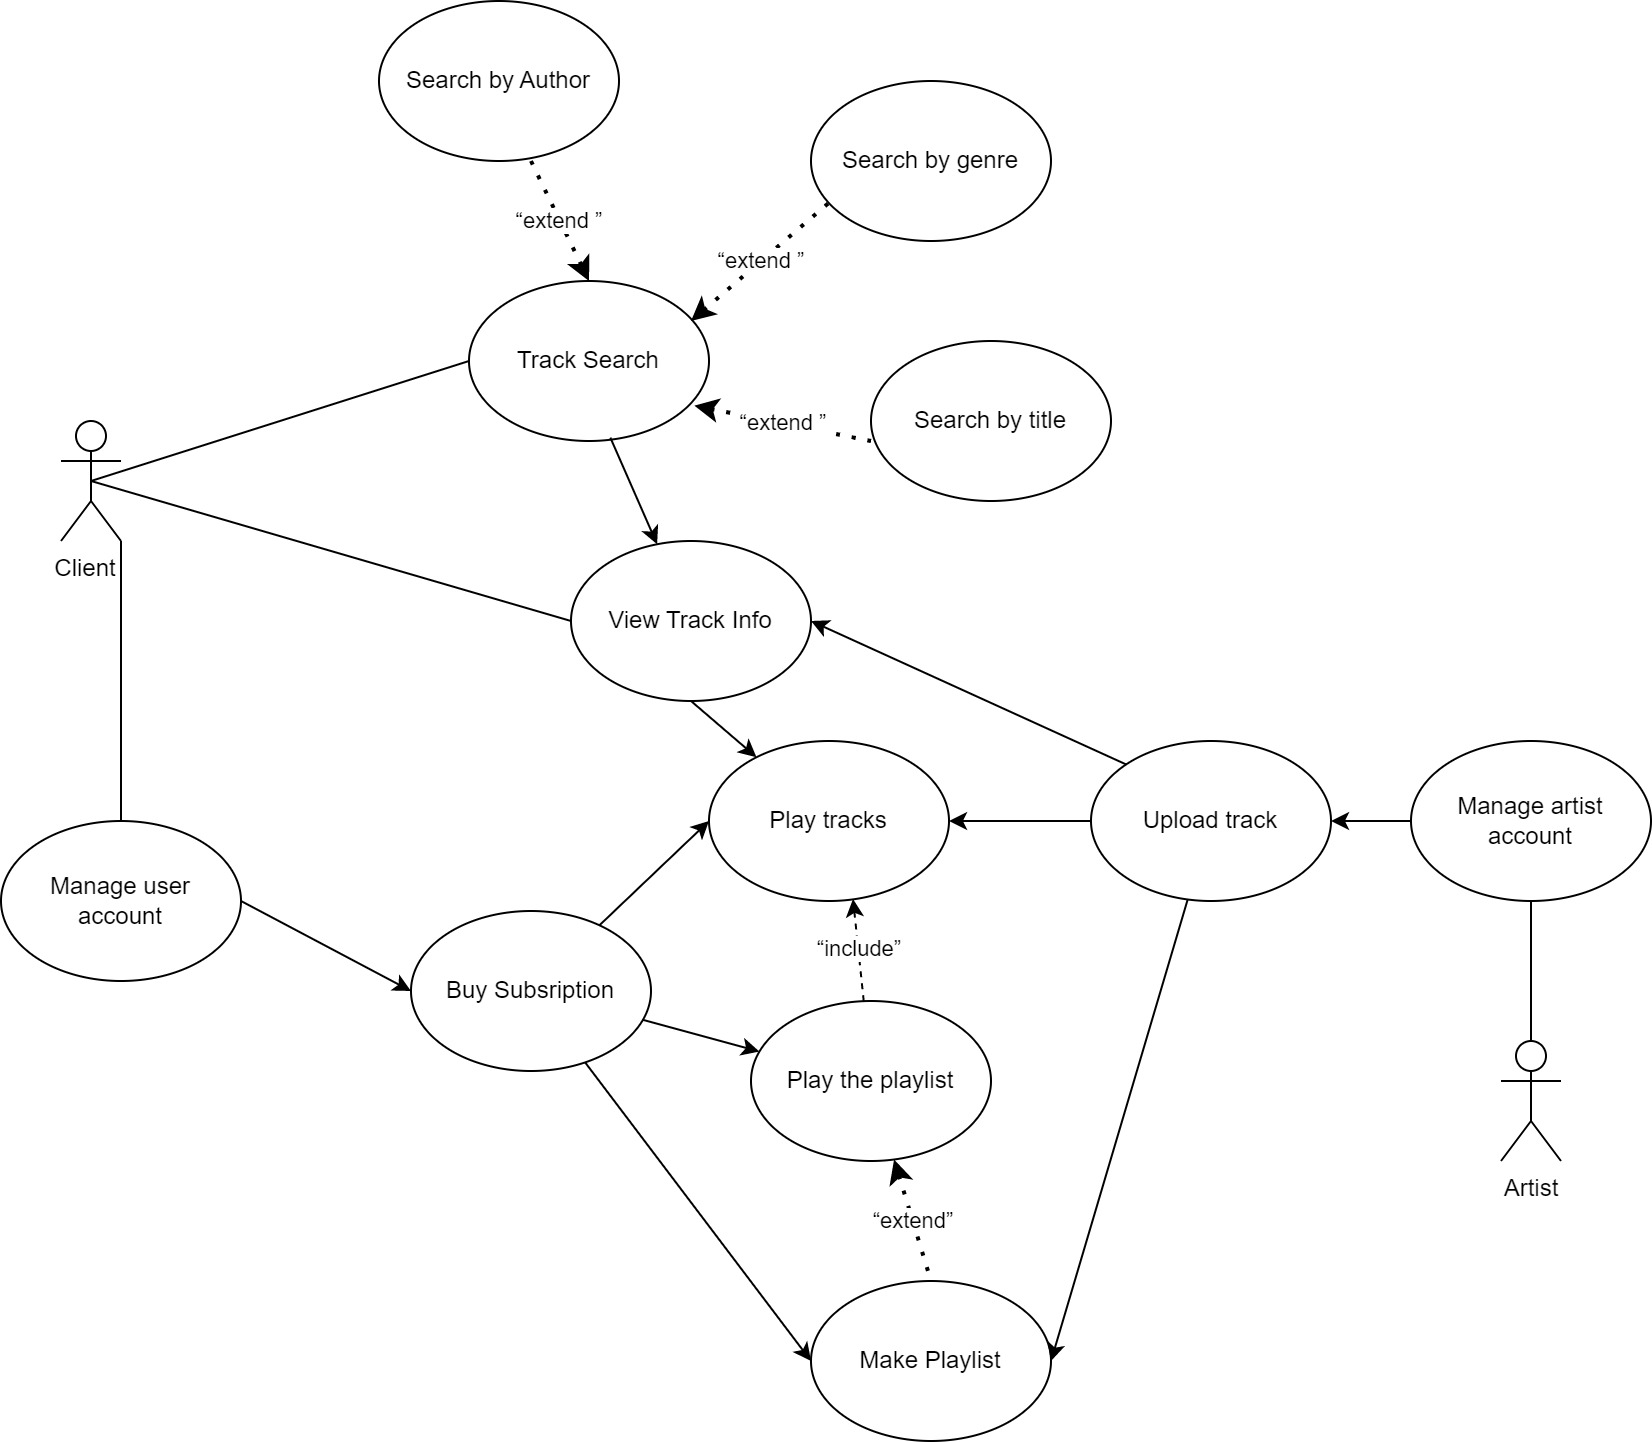 Search by Author
Search by genre
“extend ”
“extend ”
Track Search
Search by title
“extend ”
Client
View Track Info
Play tracks
Upload track
Manage artist
account
Manage user
account
“include”
Buy Subsription
Play the playlist
Artist
“extend”
Make Playlist